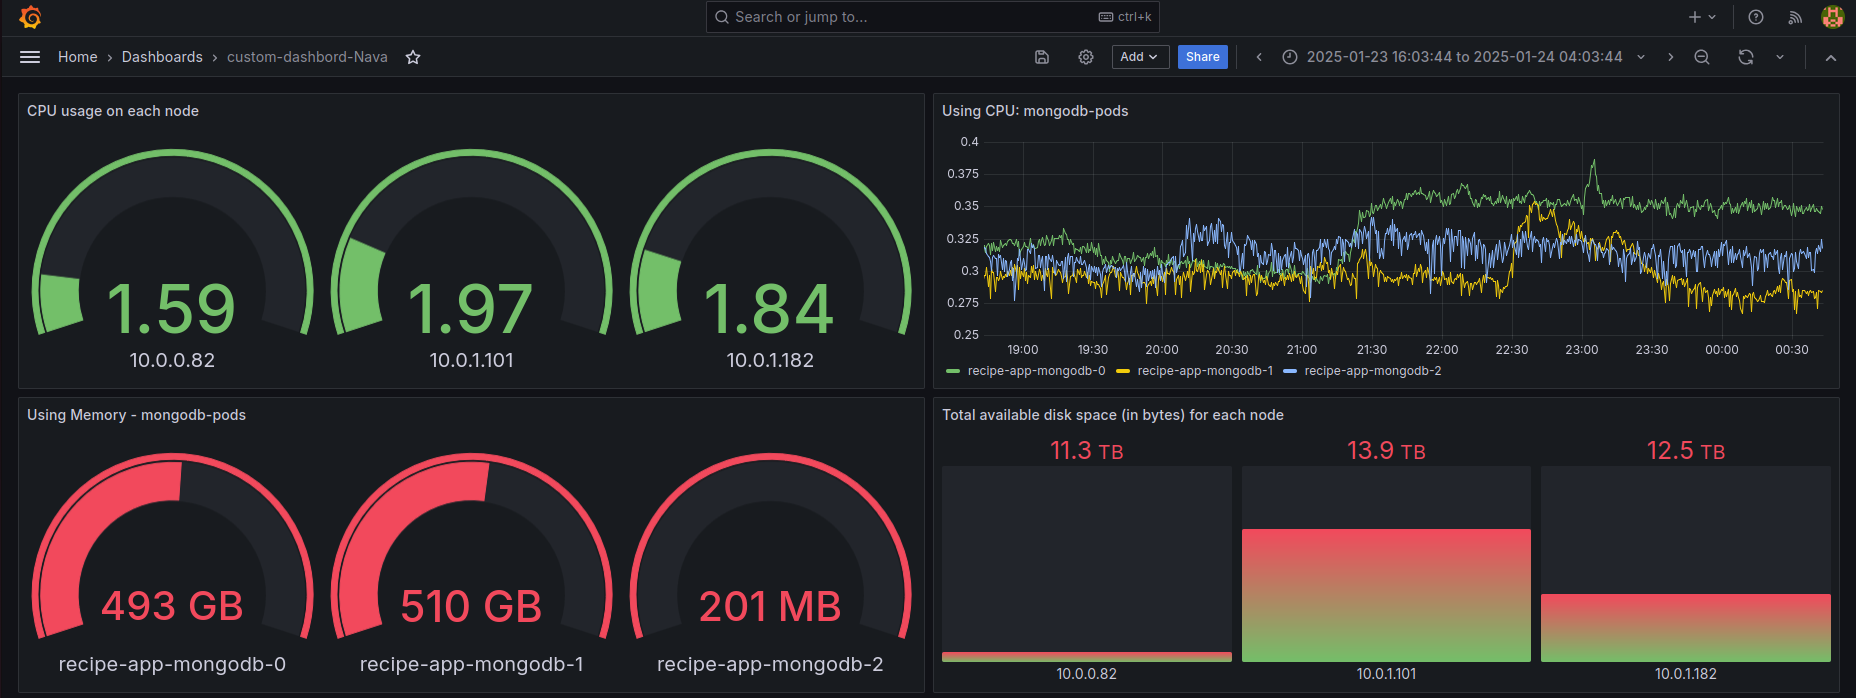 Search or jump to...
ctrl+k
Home › Dashboards › custom-dashbord-Nava
Add
Share
2025-01-23 16:03:44 to 2025-01-24 04:03:44
CPU usage on each node
1.59
10.0.0.82
1.97
10.0.1.101
1.84
10.0.1.182
Using CPU: mongodb-pods
0.4
0.375
0.35
0.325
0.3
0.275
0.25
19:00 19:30 20:00 20:30 21:00 21:30 22:00 22:30 23:00 23:30 00:00 00:30
recipe-app-mongodb-0 recipe-app-mongodb-1 recipe-app-mongodb-2
Using Memory - mongodb-pods
493 GB
recipe-app-mongodb-0
510 GB
recipe-app-mongodb-1
201 MB
recipe-app-mongodb-2
Total available disk space (in bytes) for each node
11.3 TB
10.0.0.82
13.9 TB
10.0.1.101
12.5 TB
10.0.1.182